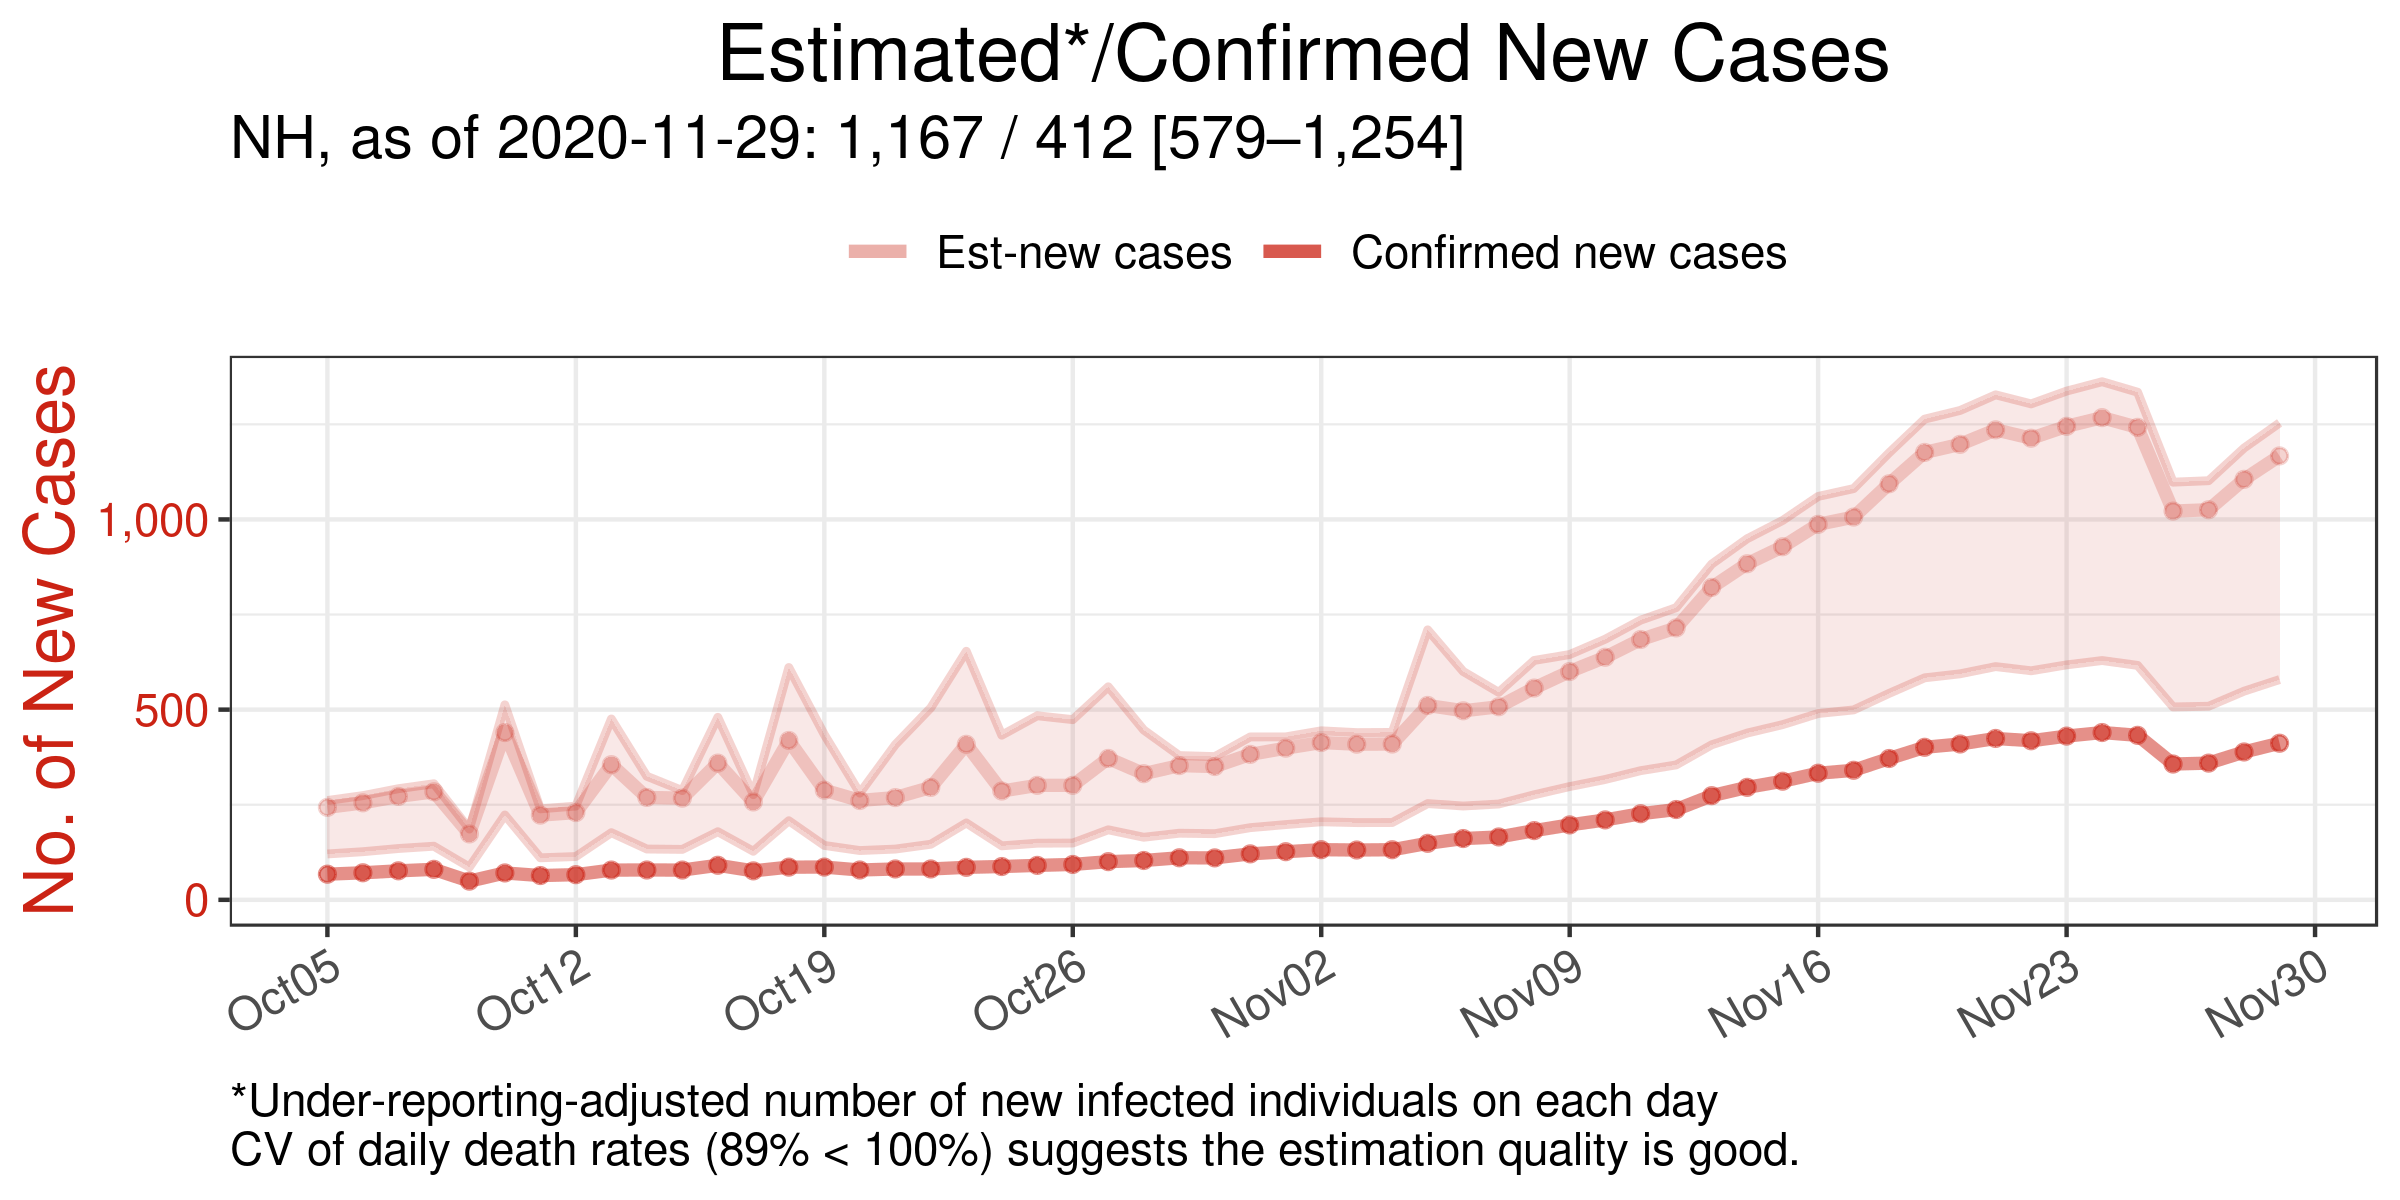 Estimated*/Confirmed New Cases
NH, as of 2020-11-29: 1,167 / 412 [579–1,254]
Est-new cases
Confirmed new cases
No. of New Cases
1,000
500
0
Oct05
Oct12
Oct19
Oct26
Nov02
Nov09
Nov16
Nov23
Nov30
*Under-reporting-adjusted number of new infected individuals on each day
CV of daily death rates (89% < 100%) suggests the estimation quality is good.